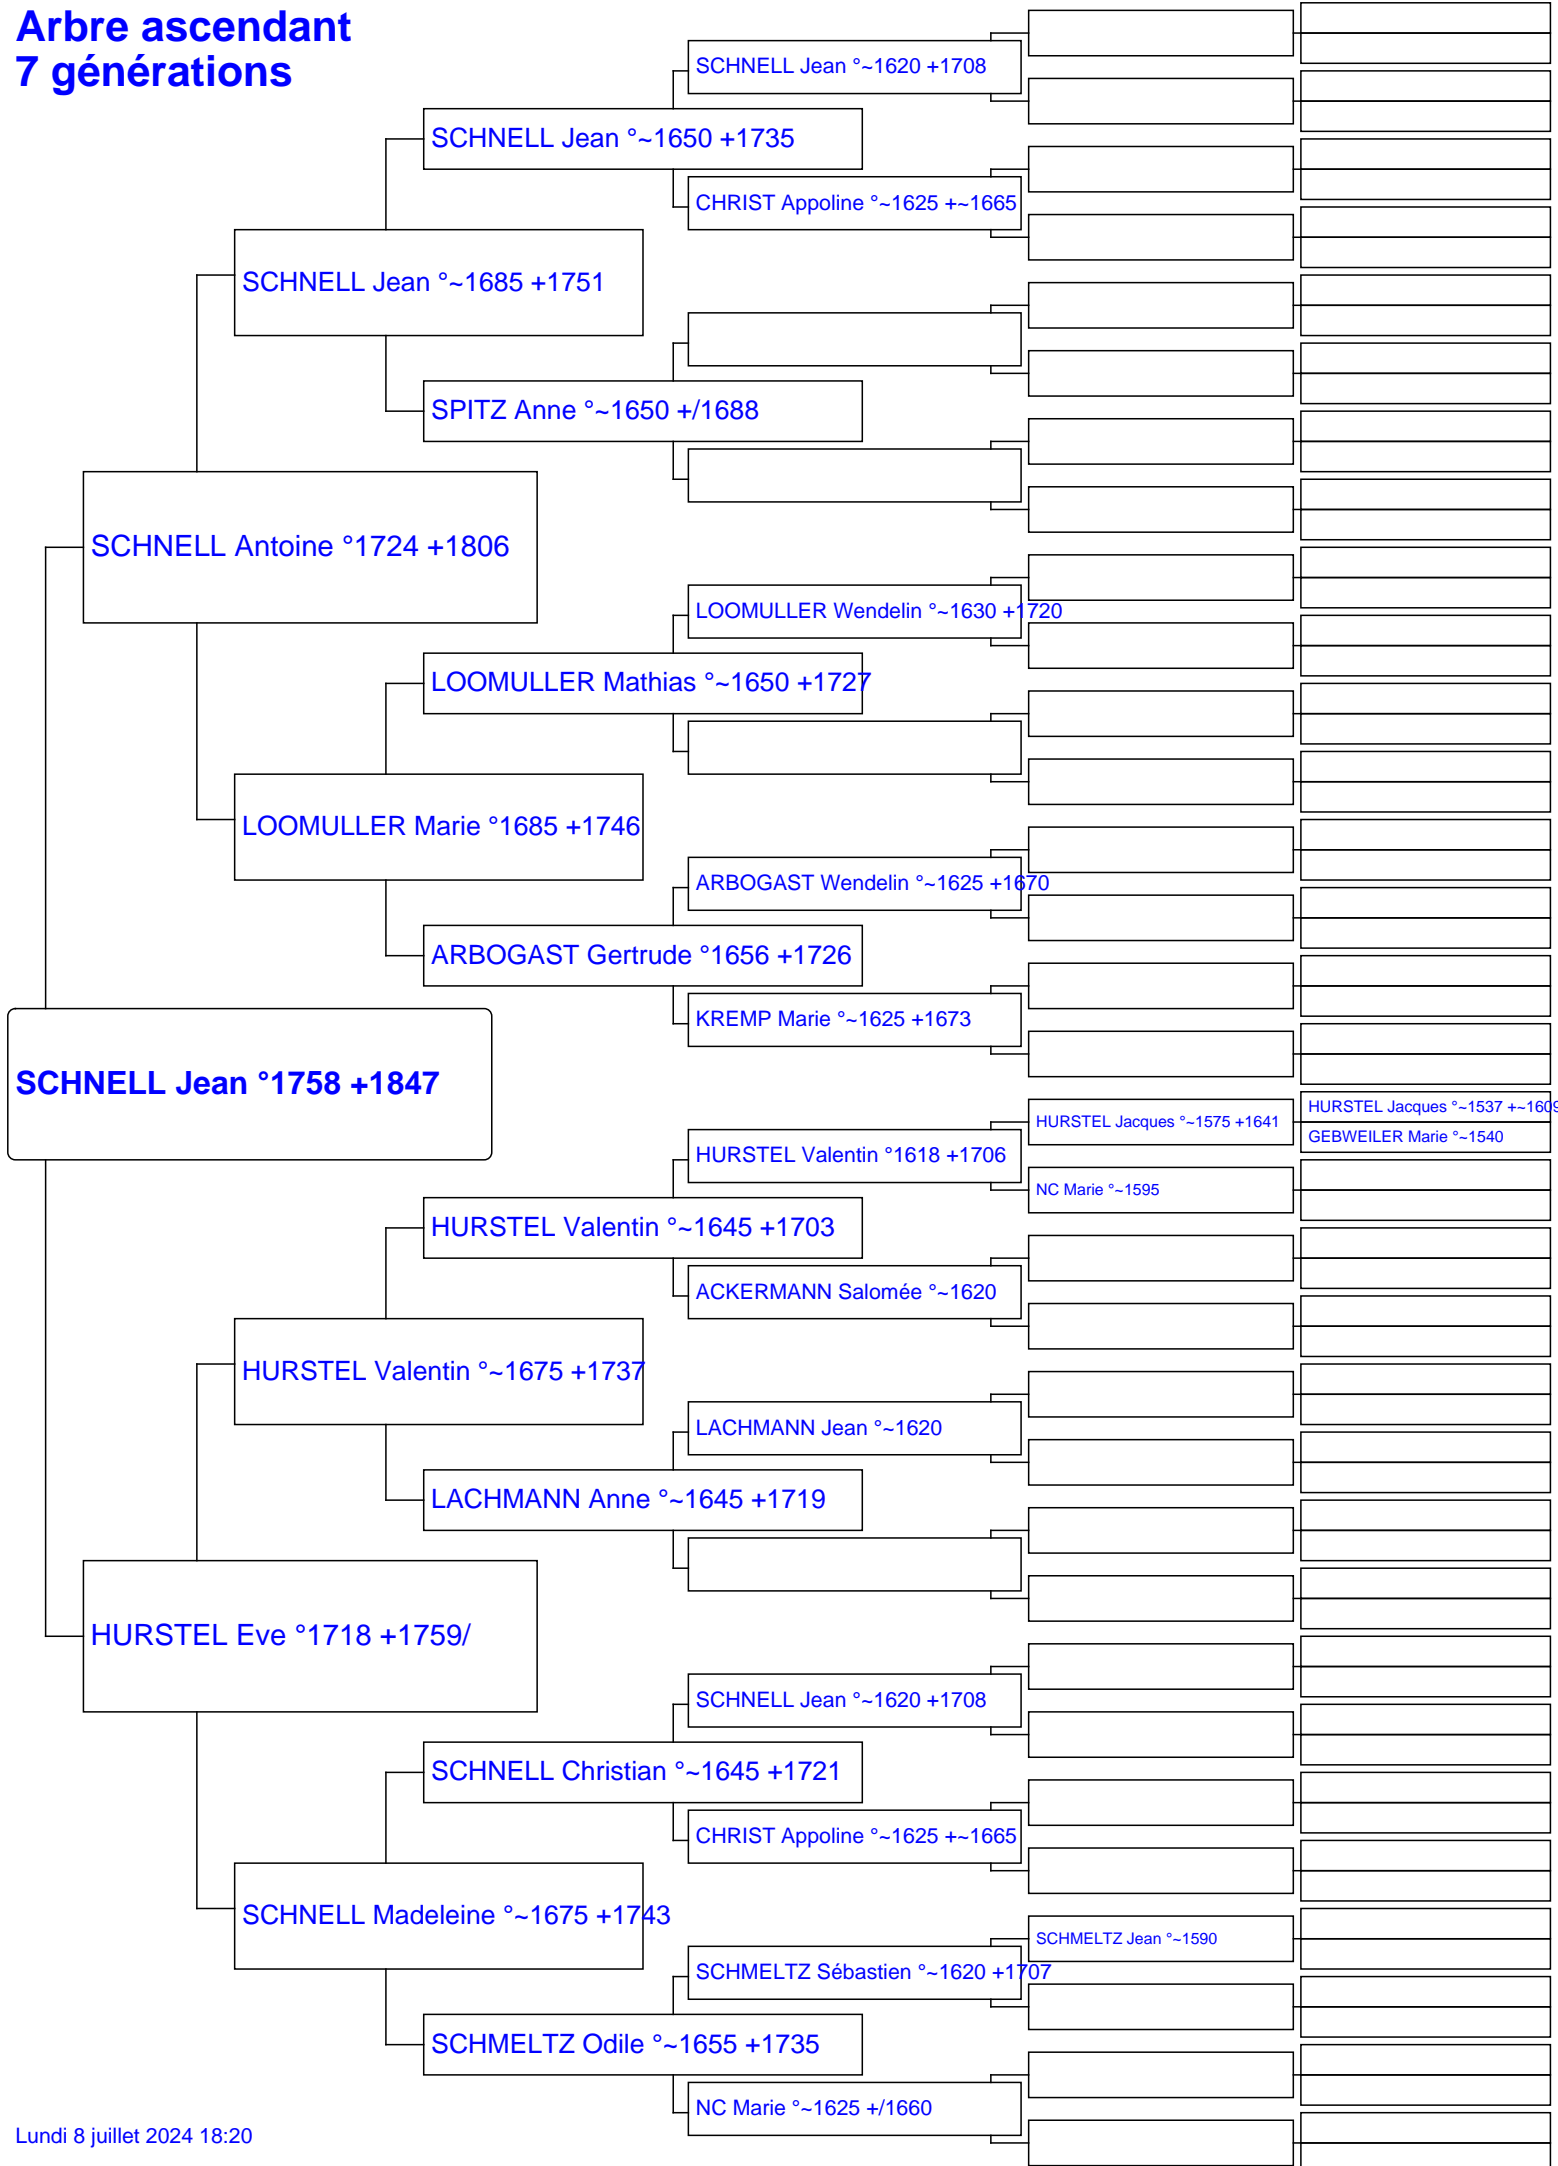 Arbre ascendant
7 générations
SCHNELL Jean °~1620 +1708
SCHNELL Jean °~1650 +1735
CHRIST Appoline °~1625 +~1665
SCHNELL Jean °~1685 +1751
SPITZ Anne °~1650 +/1688
SCHNELL Antoine °1724 +1806
LOOMULLER Wendelin °~1630 +1720
LOOMULLER Mathias °~1650 +1727
LOOMULLER Marie °1685 +1746
ARBOGAST Wendelin °~1625 +1670
ARBOGAST Gertrude °1656 +1726
KREMP Marie °~1625 +1673
SCHNELL Jean °1758 +1847
HURSTEL Jacques °~1537 +~1609
HURSTEL Jacques °~1575 +1641
GEBWEILER Marie °~1540
HURSTEL Valentin °1618 +1706
NC Marie °~1595
HURSTEL Valentin °~1645 +1703
ACKERMANN Salomée °~1620
HURSTEL Valentin °~1675 +1737
LACHMANN Jean °~1620
LACHMANN Anne °~1645 +1719
HURSTEL Eve °1718 +1759/
SCHNELL Jean °~1620 +1708
SCHNELL Christian °~1645 +1721
CHRIST Appoline °~1625 +~1665
SCHNELL Madeleine °~1675 +1743
SCHMELTZ Jean °~1590
SCHMELTZ Sébastien °~1620 +1707
SCHMELTZ Odile °~1655 +1735
NC Marie °~1625 +/1660
Lundi 8 juillet 2024 18:20